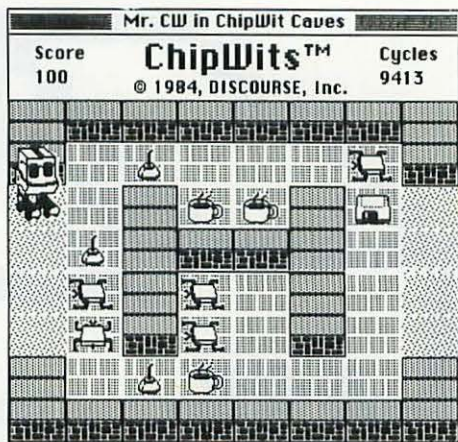 Mr. CW in ChipWit Caves
Score
100
ChipWits™
© 1984, DISCOURSE, Inc.
Cycles
9413